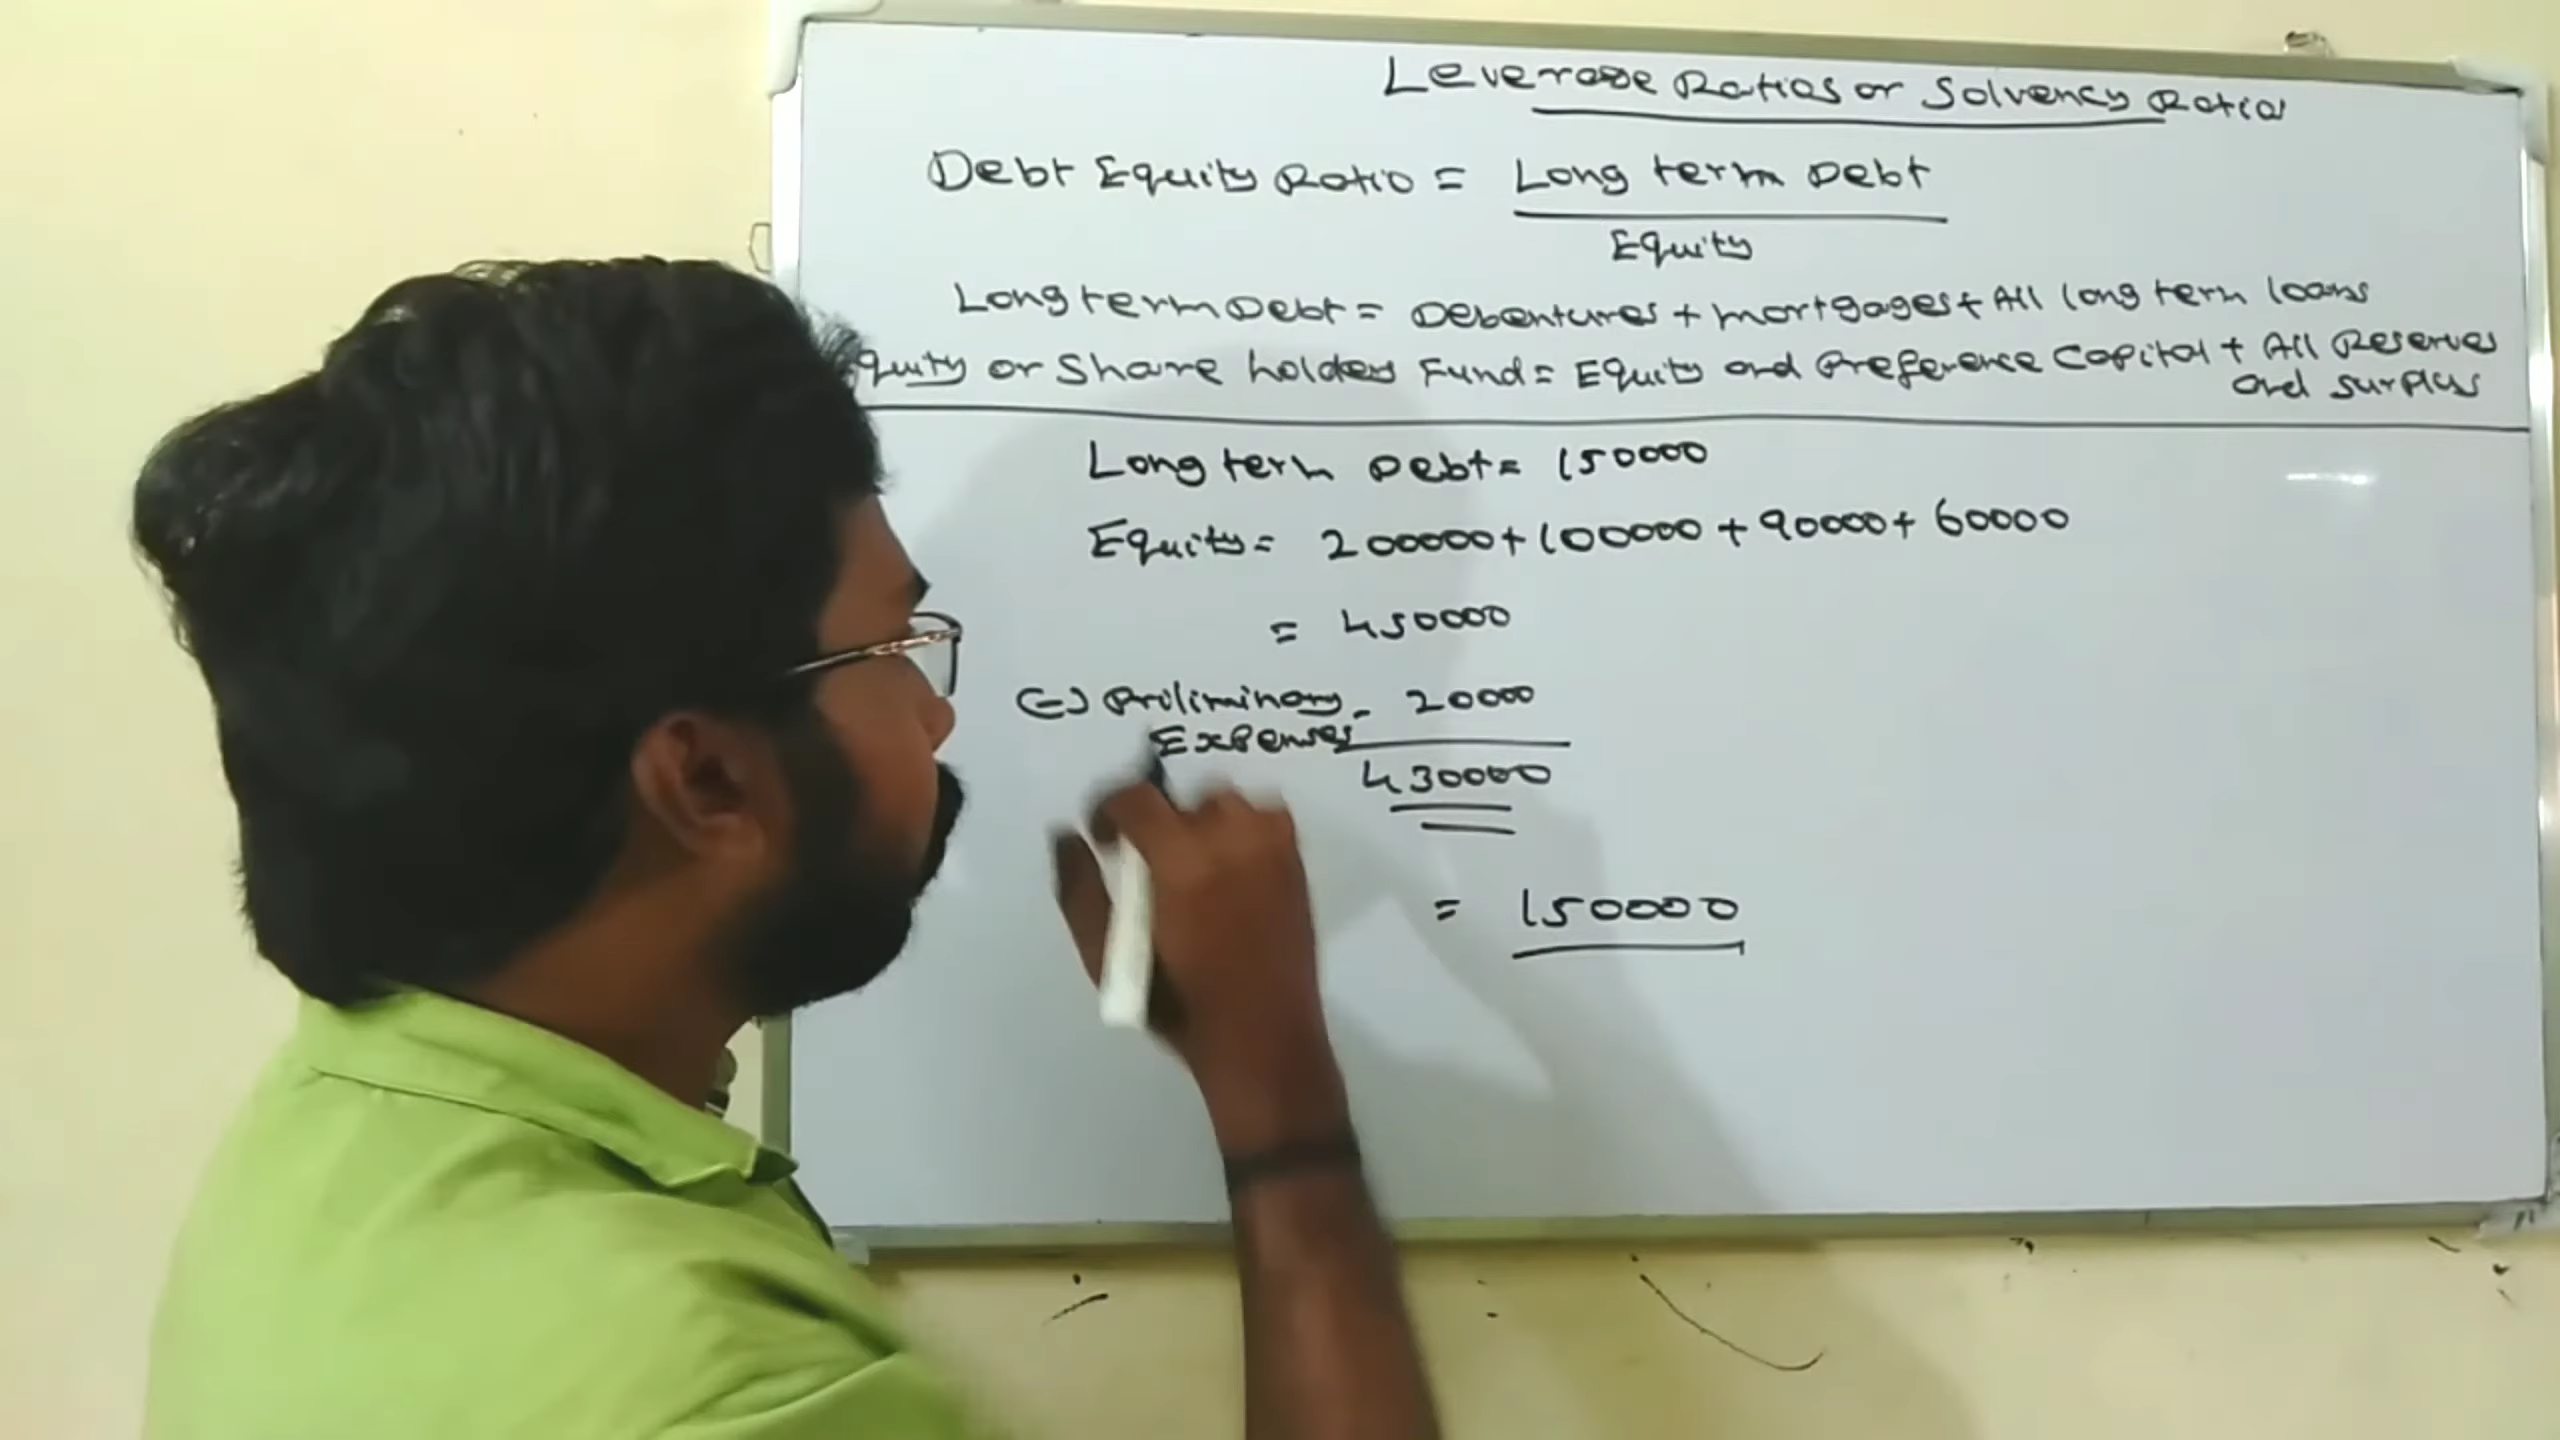 Leverage Ratios or Solvency Ratios
Debt Equity Ratio = Long term Debt
Equity
Long term Debt = Debentures + mortgages + All long term loans
Equity or Share holders Fund = Equity and Preference Capital + All Reserves
and surplus
Long term Debt = 150000
Equity = 200000 + 100000 + 90000 + 60000
= 450000
(-) Priliminary - 20000
Expenses
430000
= 150000